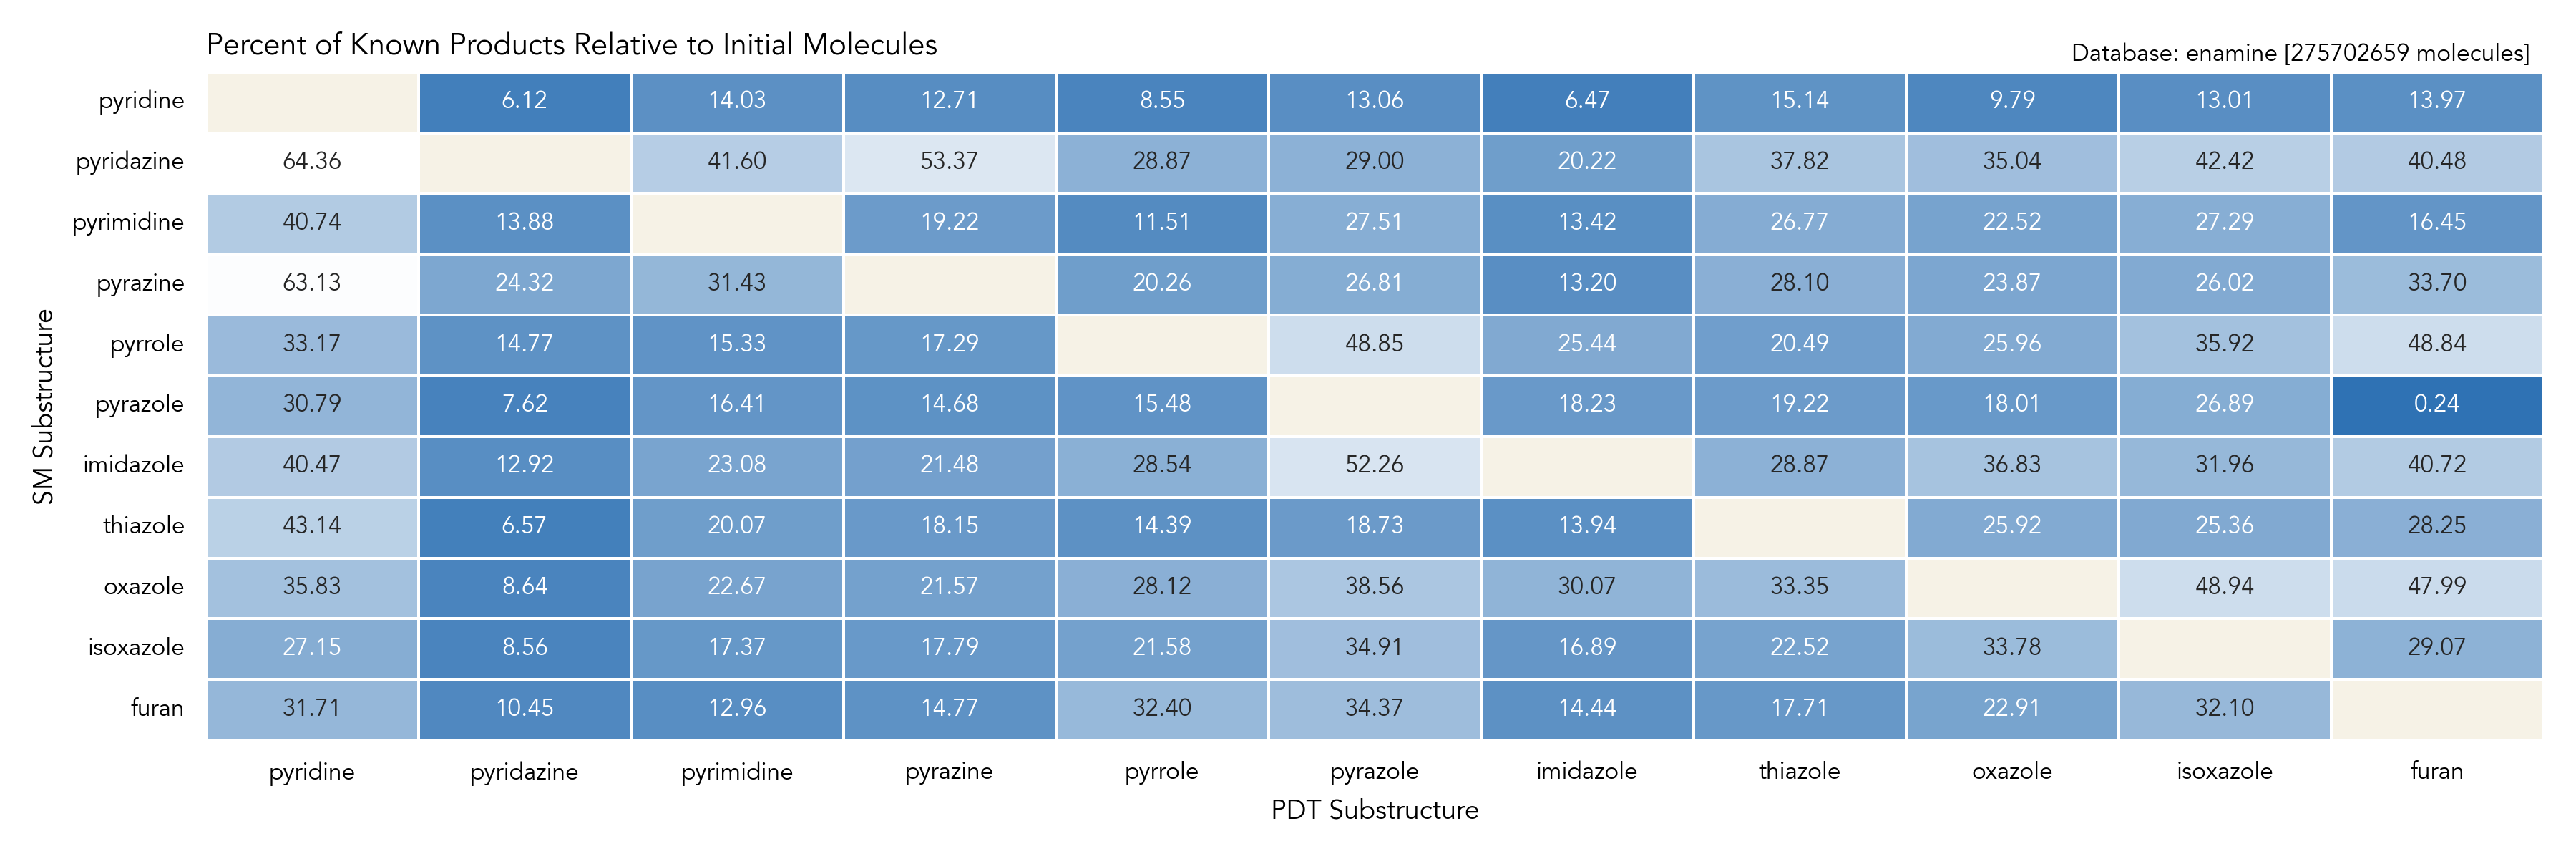 Percent of Known Products Relative to Initial Molecules
Database: enamine [275702659 molecules]
SM Substructure
pyridine 6.12 14.03 12.71 8.55 13.06 6.47 15.14 9.79 13.01 13.97
pyridazine 64.36 41.60 53.37 28.87 29.00 20.22 37.82 35.04 42.42 40.48
pyrimidine 40.74 13.88 19.22 11.51 27.51 13.42 26.77 22.52 27.29 16.45
pyrazine 63.13 24.32 31.43 20.26 26.81 13.20 28.10 23.87 26.02 33.70
pyrrole 33.17 14.77 15.33 17.29 48.85 25.44 20.49 25.96 35.92 48.84
pyrazole 30.79 7.62 16.41 14.68 15.48 18.23 19.22 18.01 26.89 0.24
imidazole 40.47 12.92 23.08 21.48 28.54 52.26 28.87 36.83 31.96 40.72
thiazole 43.14 6.57 20.07 18.15 14.39 18.73 13.94 25.92 25.36 28.25
oxazole 35.83 8.64 22.67 21.57 28.12 38.56 30.07 33.35 48.94 47.99
isoxazole 27.15 8.56 17.37 17.79 21.58 34.91 16.89 22.52 33.78 29.07
furan 31.71 10.45 12.96 14.77 32.40 34.37 14.44 17.71 22.91 32.10
pyridine pyridazine pyrimidine pyrazine pyrrole pyrazole imidazole thiazole oxazole isoxazole furan
PDT Substructure